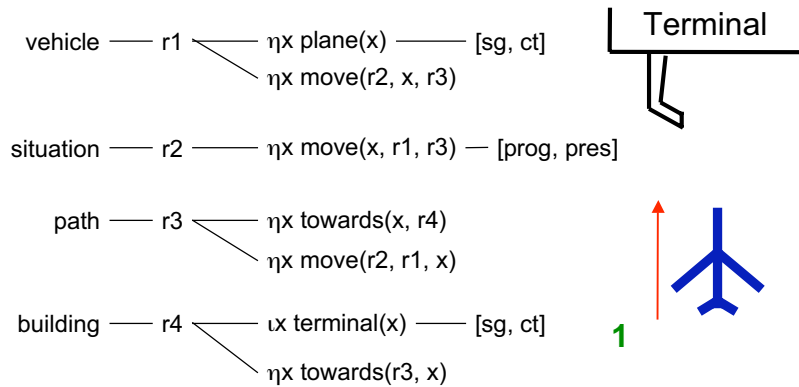 vehicle r1 ηx plane(x) [sg, ct]
ηx move(r2, x, r3)
situation r2 ηx move(x, r1, r3) [prog, pres]
path r3 ηx towards(x, r4)
ηx move(r2, r1, x)
building r4 ιx terminal(x) [sg, ct]
ηx towards(r3, x)
Terminal
1